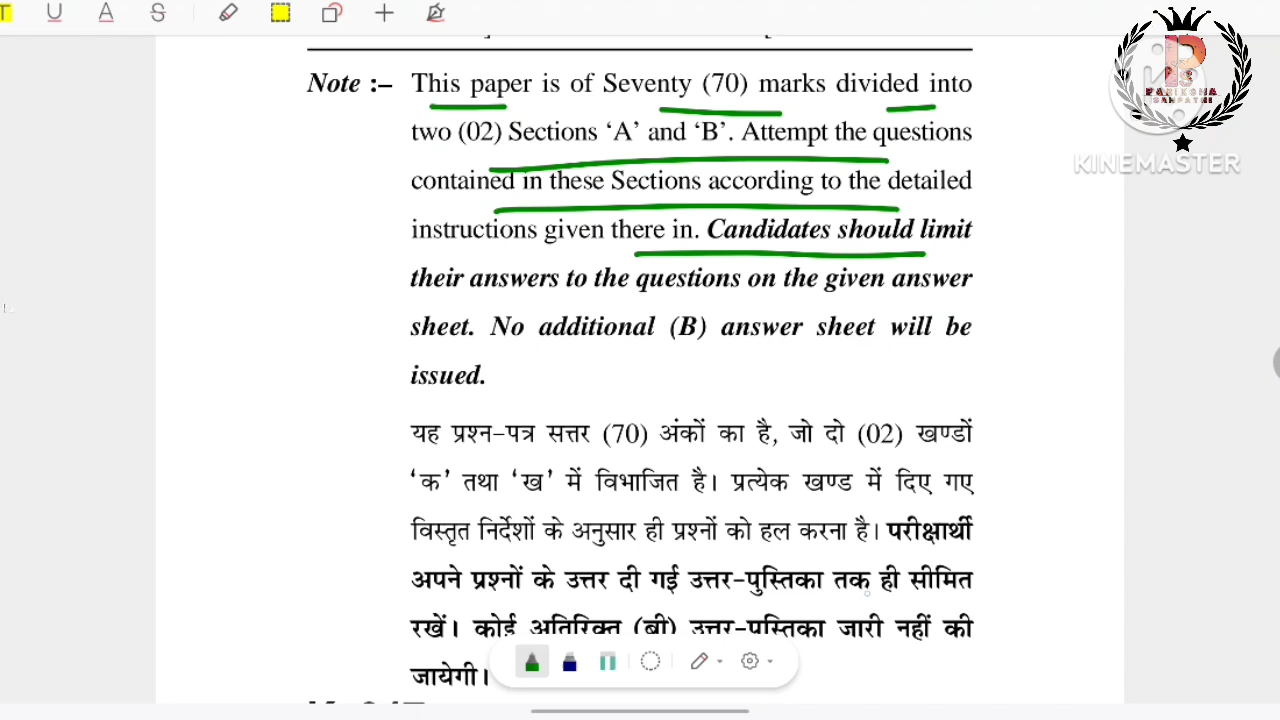 Note :– This paper is of Seventy (70) marks divided into
two (02) Sections ‘A’ and ‘B’. Attempt the questions
contained in these Sections according to the detailed
instructions given there in. Candidates should limit
their answers to the questions on the given answer
sheet. No additional (B) answer sheet will be
issued.
यह प्रश्न-पत्र सत्तर (70) अंकों का है, जो दो (02) खण्डों
‘क’ तथा ‘ख’ में विभाजित है। प्रत्येक खण्ड में दिए गए
विस्तृत निर्देशों के अनुसार ही प्रश्नों को हल करना है। परीक्षार्थी
अपने प्रश्नों के उत्तर दी गई उत्तर-पुस्तिका तक ही सीमित
रखें। कोई अतिरिक्त (बी) उत्तर-पुस्तिका जारी नहीं की
जायेगी।
PARIKSHA
KINEMASTER